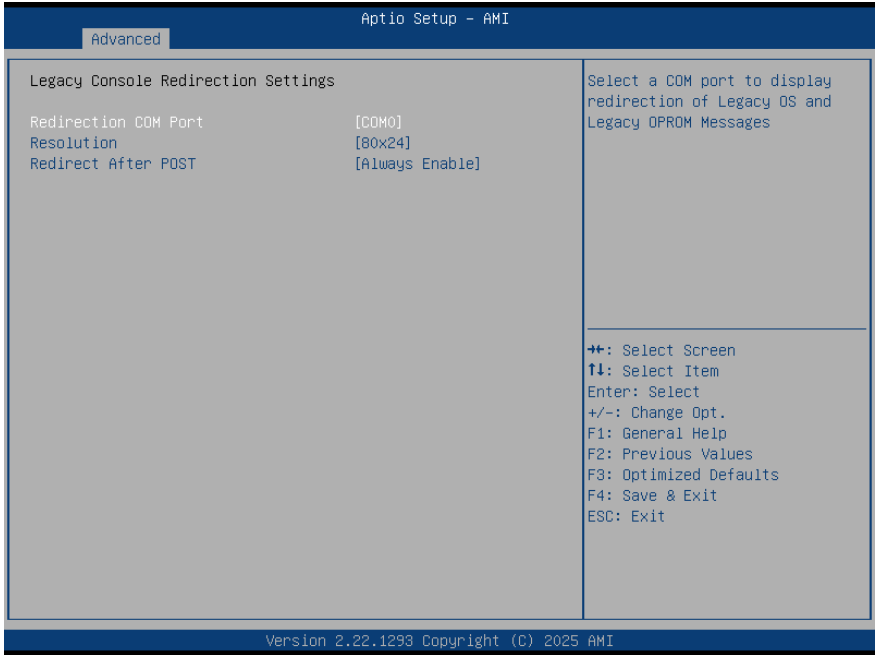 Aptio Setup – AMI
Advanced
Legacy Console Redirection Settings
Redirection COM Port [COM0]
Resolution [80x24]
Redirect After POST [Always Enable]
Select a COM port to display
redirection of Legacy OS and
Legacy OPROM Messages
→←: Select Screen
↑↓: Select Item
Enter: Select
+/-: Change Opt.
F1: General Help
F2: Previous Values
F3: Optimized Defaults
F4: Save & Exit
ESC: Exit
Version 2.22.1293 Copyright (C) 2025 AMI